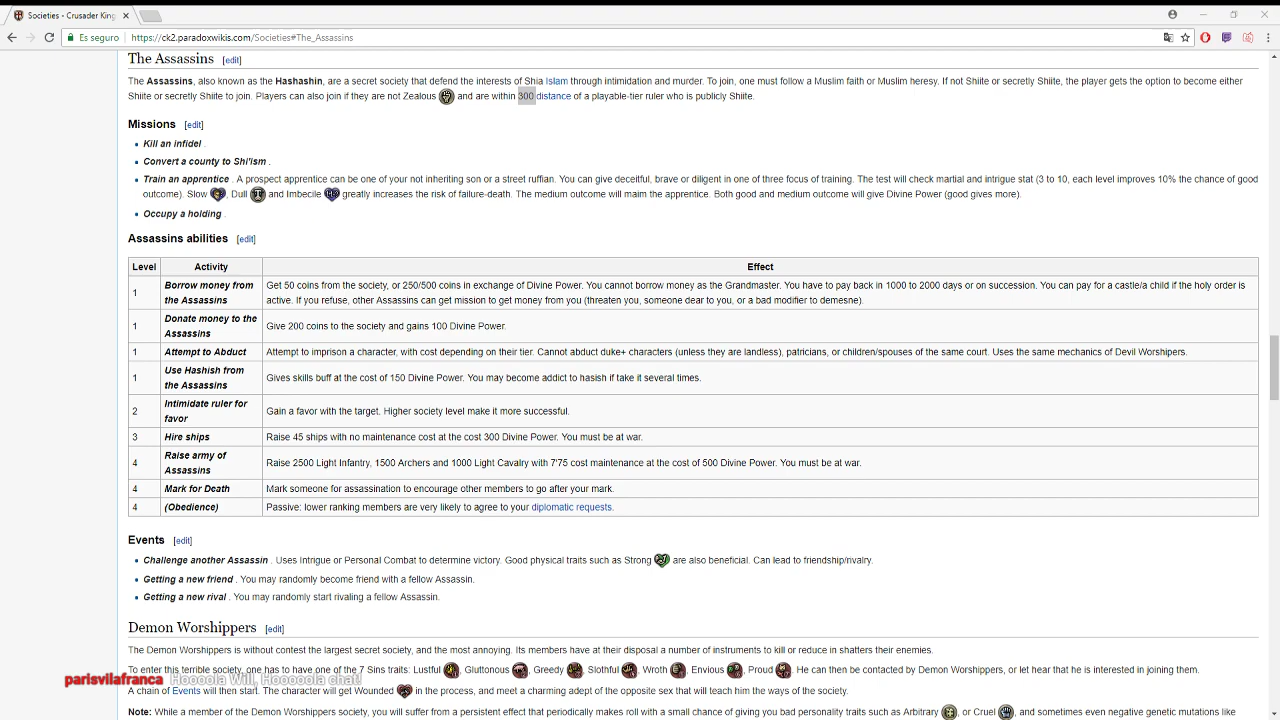 Societies - Crusader King
Es seguro https://ck2.paradoxwikis.com/Societies#The_Assassins
The Assassins [edit]
The Assassins, also known as the Hashashin, are a secret society that defend the interests of Shia Islam through intimidation and murder. To join, one must follow a Muslim faith or Muslim heresy. If not Shiite or secretly Shiite, the player gets the option to become either
Shiite or secretly Shiite to join. Players can also join if they are not Zealous and are within 300 distance of a playable-tier ruler who is publicly Shiite.
Missions [edit]
Kill an infidel .
Convert a county to Shi'ism .
Train an apprentice . A prospect apprentice can be one of your not inheriting son or a street ruffian. You can give deceitful, brave or diligent in one of three focus of training. The test will check martial and intrigue stat (3 to 10, each level improves 10% the chance of good
outcome). Slow , Dull and Imbecile greatly increases the risk of failure-death. The medium outcome will maim the apprentice. Both good and medium outcome will give Divine Power (good gives more).
Occupy a holding .
Assassins abilities [edit]
Level Activity Effect
1 Borrow money from the Assassins Get 50 coins from the society, or 250/500 coins in exchange of Divine Power. You cannot borrow money as the Grandmaster. You have to pay back in 1000 to 2000 days or on succession. You can pay for a castle/a child if the holy order is
active. If you refuse, other Assassins can get mission to get money from you (threaten you, someone dear to you, or a bad modifier to demesne).
1 Donate money to the Assassins Give 200 coins to the society and gains 100 Divine Power.
1 Attempt to Abduct Attempt to imprison a character, with cost depending on their tier. Cannot abduct duke+ characters (unless they are landless), patricians, or children/spouses of the same court. Uses the same mechanics of Devil Worshipers.
1 Use Hashish from the Assassins Gives skills buff at the cost of 150 Divine Power. You may become addict to hasish if take it several times.
2 Intimidate ruler for favor Gain a favor with the target. Higher society level make it more successful.
3 Hire ships Raise 45 ships with no maintenance cost at the cost 300 Divine Power. You must be at war.
4 Raise army of Assassins Raise 2500 Light Infantry, 1500 Archers and 1000 Light Cavalry with 7'75 cost maintenance at the cost of 500 Divine Power. You must be at war.
4 Mark for Death Mark someone for assassination to encourage other members to go after your mark.
4 (Obedience) Passive: lower ranking members are very likely to agree to your diplomatic requests.
Events [edit]
Challenge another Assassin . Uses Intrigue or Personal Combat to determine victory. Good physical traits such as Strong are also beneficial. Can lead to friendship/rivalry.
Getting a new friend . You may randomly become friend with a fellow Assassin.
Getting a new rival . You may randomly start rivaling a fellow Assassin.
Demon Worshippers [edit]
The Demon Worshippers is without contest the largest secret society, and the most annoying. Its members have at their disposal a number of instruments to kill or reduce in shatters their enemies.
To enter this terrible society, one has to have one of the 7 Sins traits: Lustful , Gluttonous , Greedy , Slothful , Wroth , Envious , Proud . He can then be contacted by Demon Worshippers, or let hear that he is interested in joining them.
parisvilafranca Hooooola Will, Hooooola chat!
A chain of Events will then start. The character will get Wounded in the process, and meet a charming adept of the opposite sex that will teach him the ways of the society.
Note: While a member of the Demon Worshippers society, you will suffer from a persistent effect that periodically makes roll with a small chance of giving you bad personality traits such as Arbitrary , or Cruel , and sometimes even negative genetic mutations like